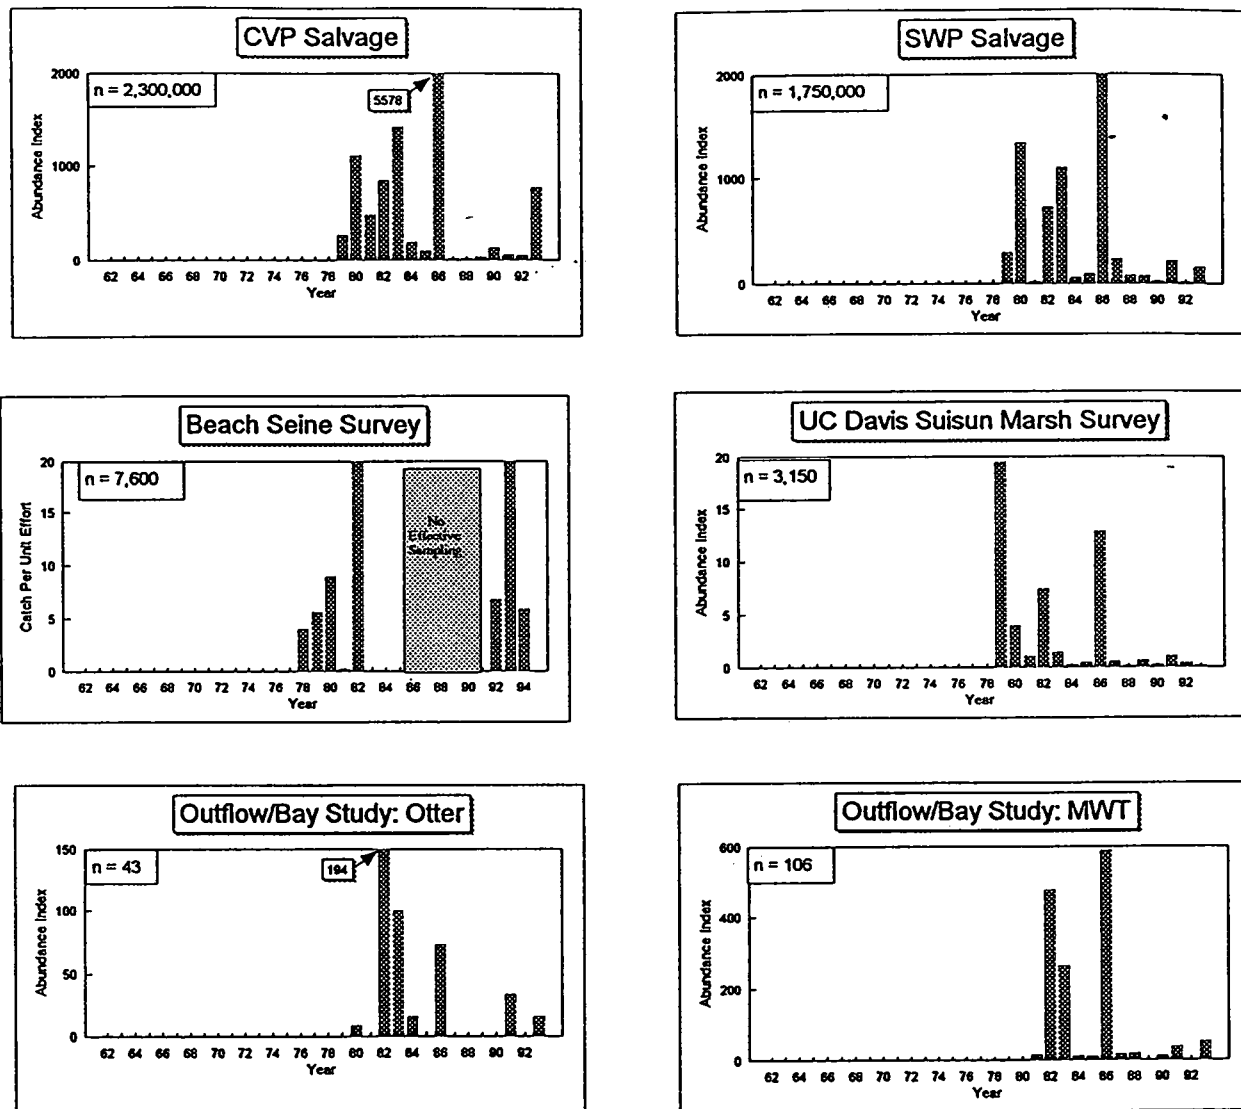 CVP Salvage
n = 2,300,000
5578
Abundance Index
2000
1000
0
62 64 66 68 70 72 74 76 78 80 82 84 86 88 90 92
Year
SWP Salvage
n = 1,750,000
Abundance Index
2000
1000
0
62 64 66 68 70 72 74 76 78 80 82 84 86 88 90 92
Year
Beach Seine Survey
n = 7,600
No
Effective
Sampling
Catch Per Unit Effort
20
15
10
5
0
62 64 66 68 70 72 74 76 78 80 82 84 86 88 90 92 94
Year
UC Davis Suisun Marsh Survey
n = 3,150
Abundance Index
20
15
10
5
0
62 64 66 68 70 72 74 76 78 80 82 84 86 88 90 92
Year
Outflow/Bay Study: Otter
n = 43
194
Abundance Index
150
100
50
0
62 64 66 68 70 72 74 76 78 80 82 84 86 88 90 92
Year
Outflow/Bay Study: MWT
n = 106
Abundance Index
600
400
200
0
62 64 66 68 70 72 74 76 78 80 82 84 86 88 90 92
Year